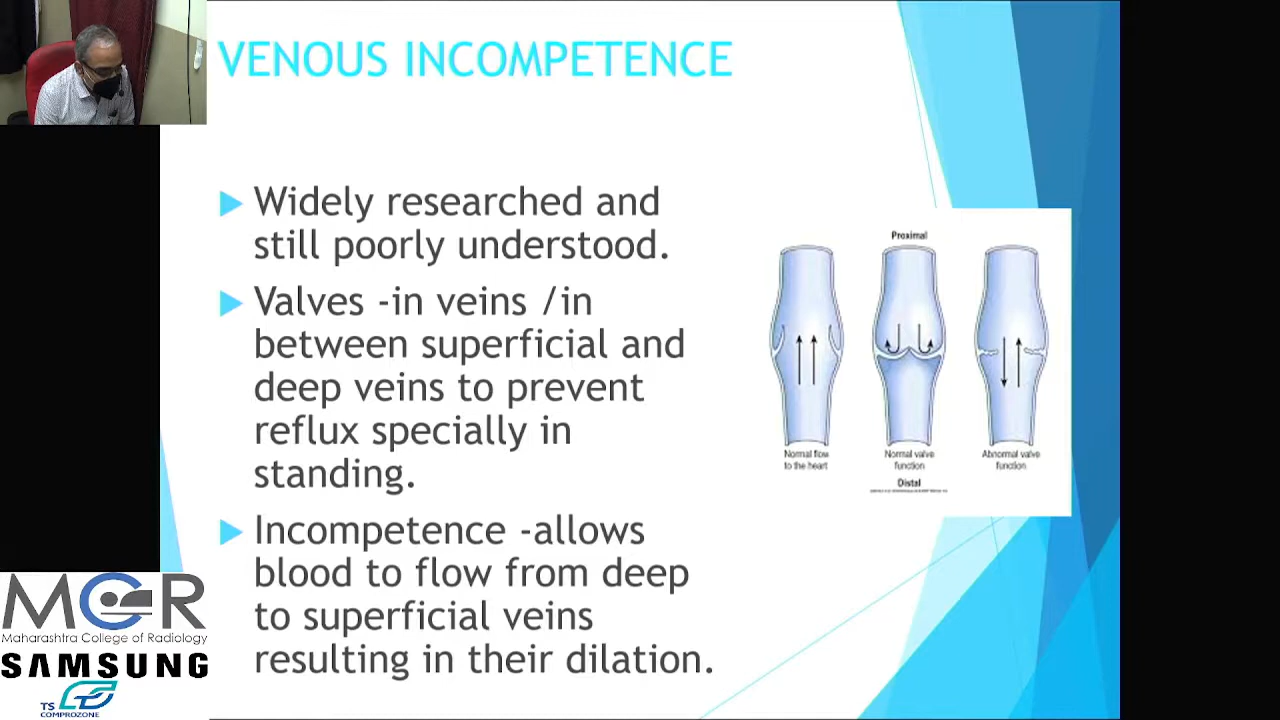 VENOUS INCOMPETENCE
Widely researched and
still poorly understood.
Valves -in veins /in
between superficial and
deep veins to prevent
reflux specially in
standing.
Incompetence -allows
blood to flow from deep
to superficial veins
resulting in their dilation.
Proximal
Normal flow
to the heart
Normal valve
function
Abnormal valve
function
Distal
MCR
Maharashtra College of Radiology
SAMSUNG
TS
COMPROZONE